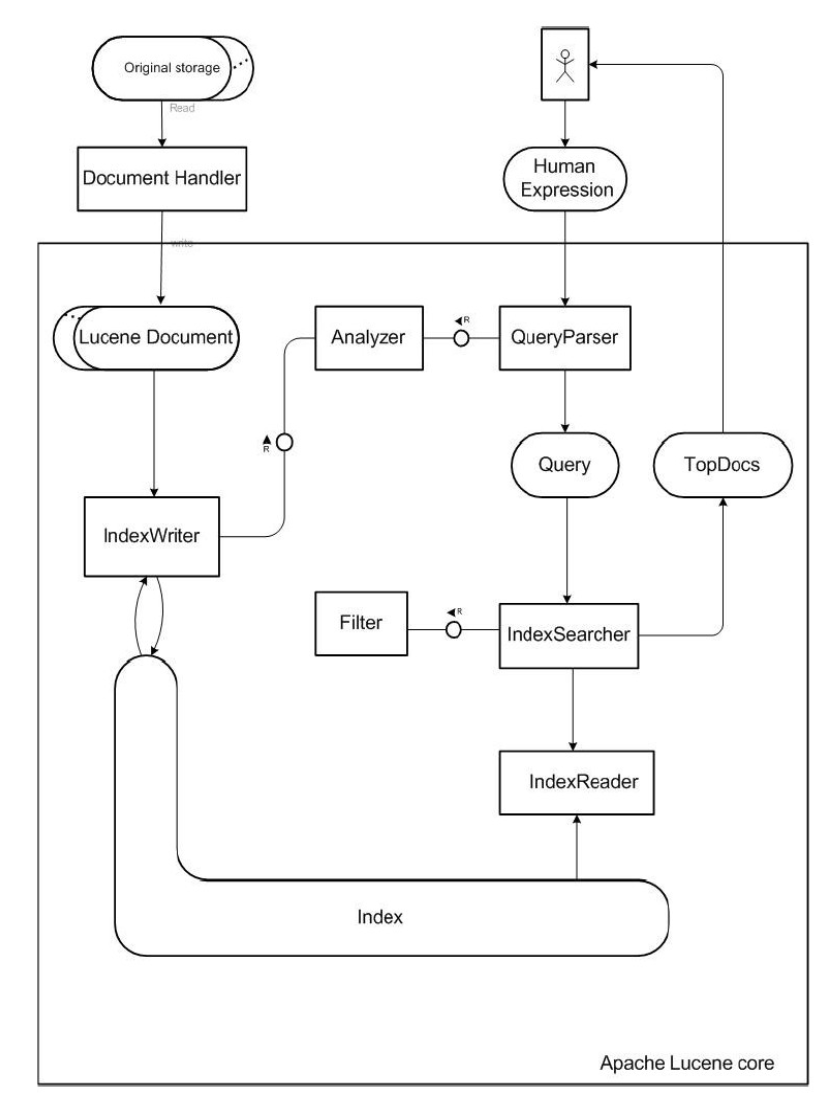 Original storage
Read
Document Handler
write
Human
Expression
Lucene Document
Analyzer
R
QueryParser
R
Query
TopDocs
IndexWriter
Filter
R
IndexSearcher
IndexReader
Index
Apache Lucene core